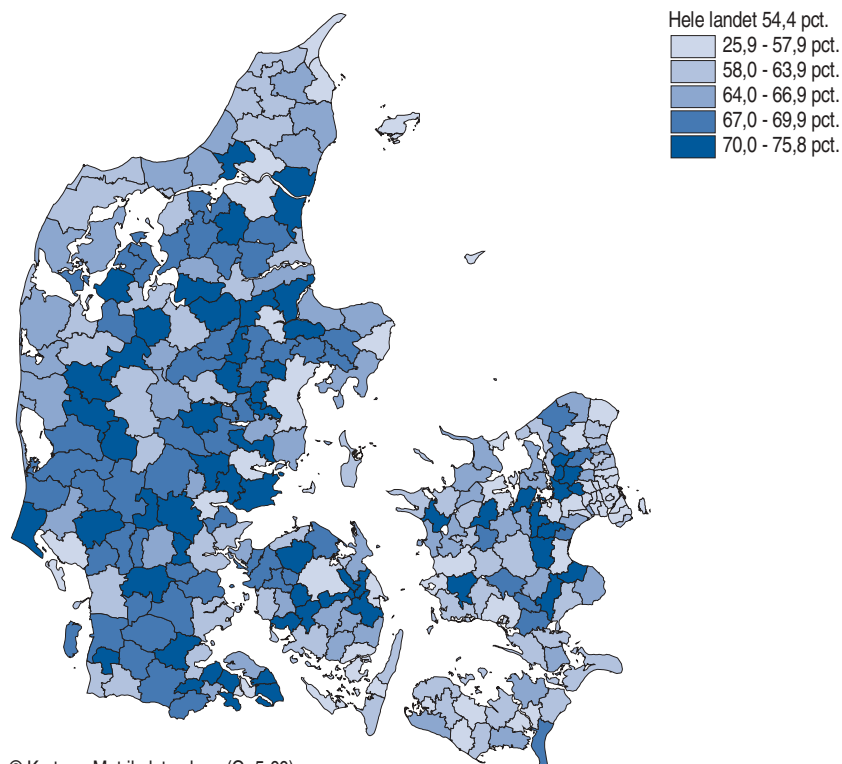 Hele landet 54,4 pct.
25,9 - 57,9 pct.
58,0 - 63,9 pct.
64,0 - 66,9 pct.
67,0 - 69,9 pct.
70,0 - 75,8 pct.